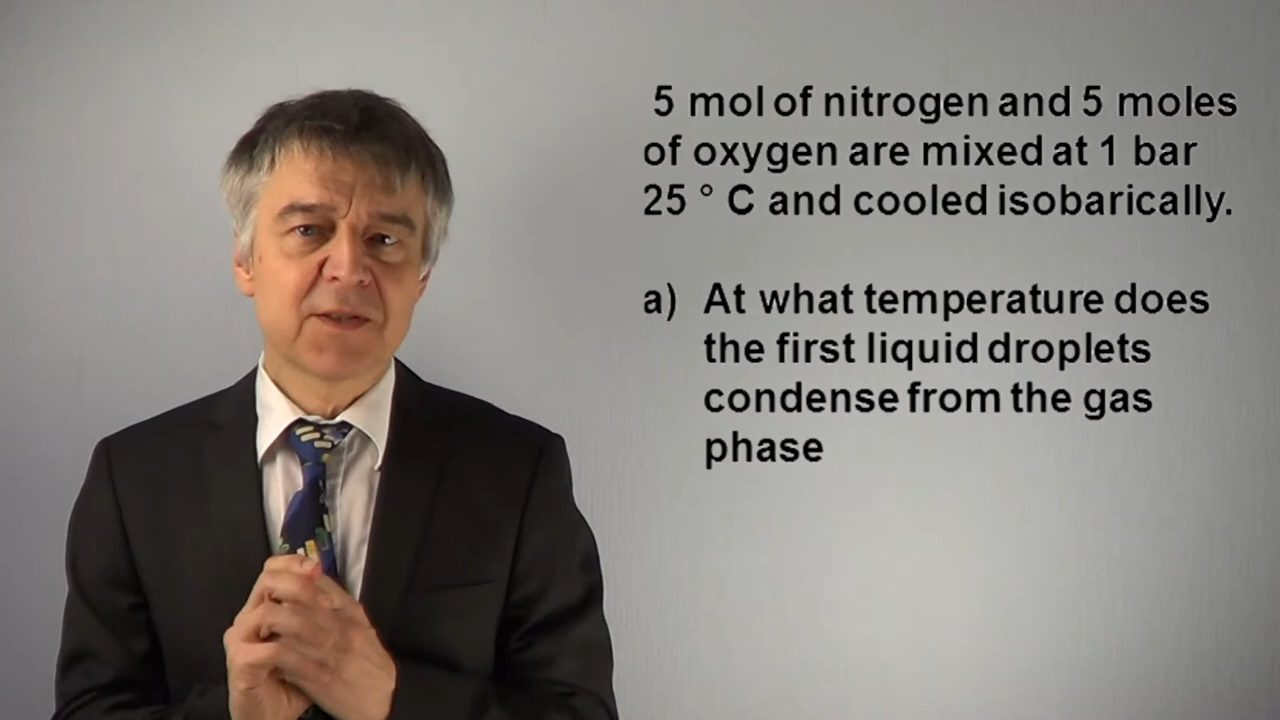 5 mol of nitrogen and 5 moles
of oxygen are mixed at 1 bar
25 ° C and cooled isobarically.
a) At what temperature does
the first liquid droplets
condense from the gas
phase